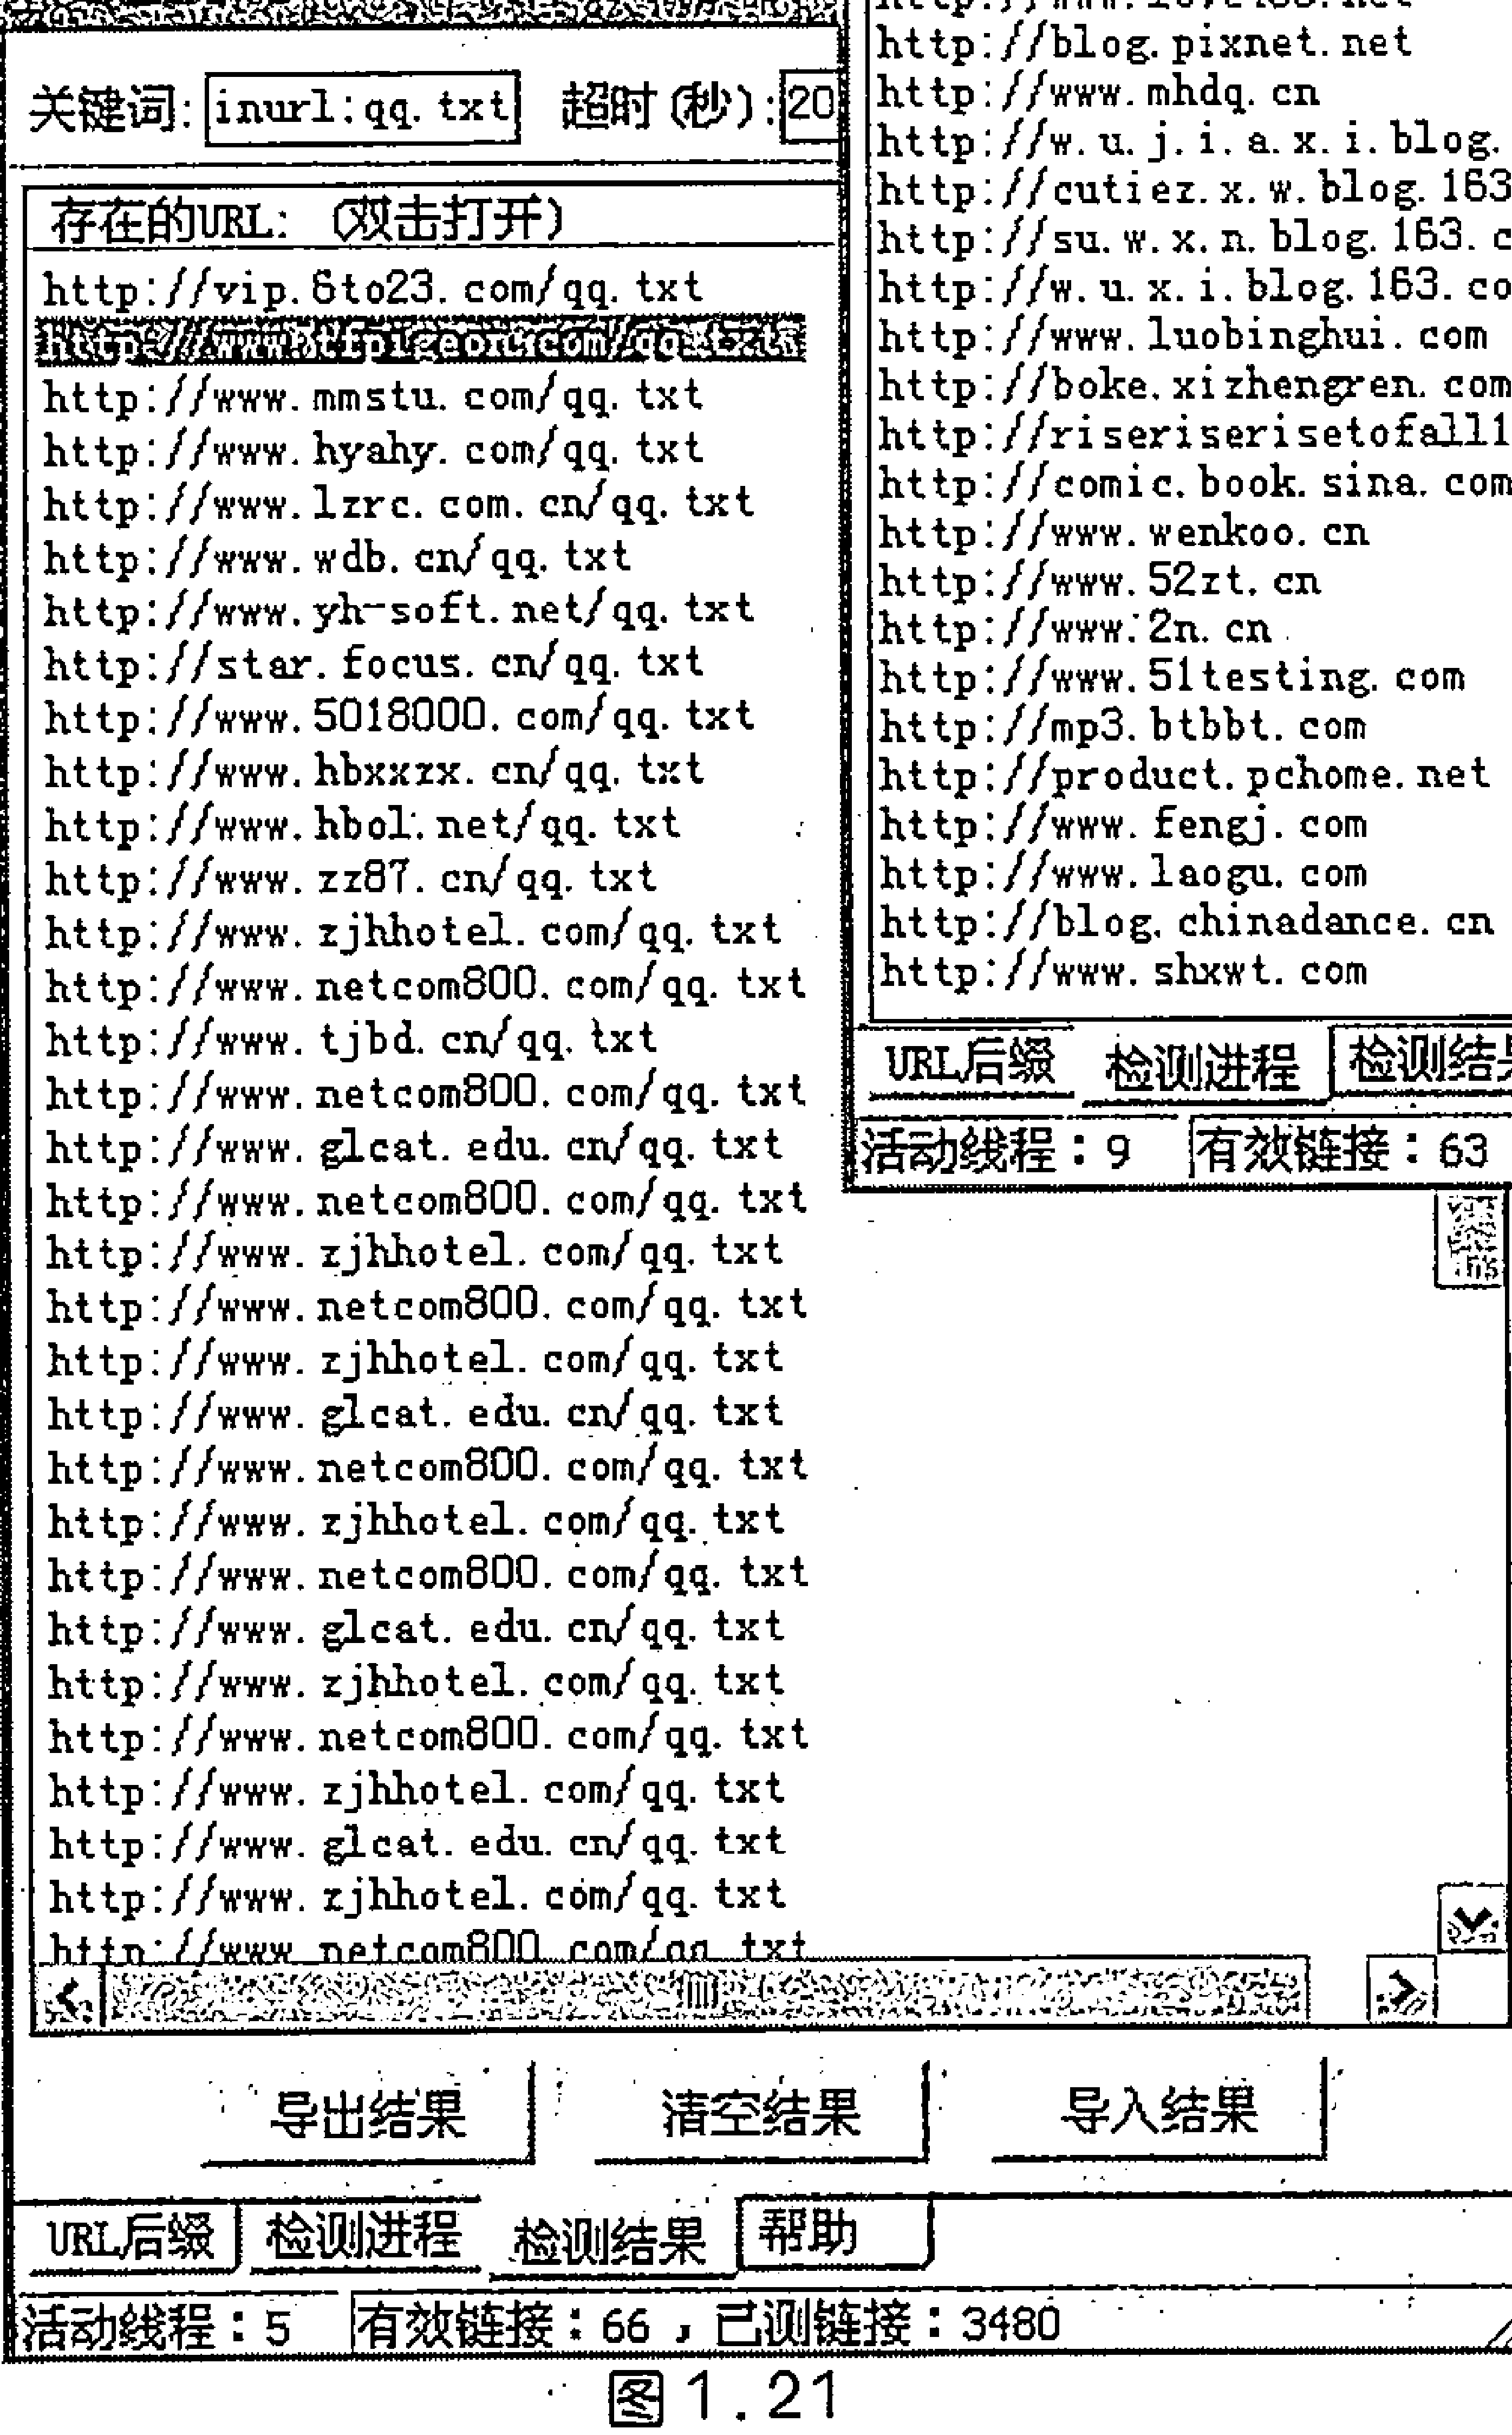 关键词: inurl:qq.txt 超时(秒):20
存在的URL: (双击打开)
http://vip.6to23.com/qq.txt
http://www.mmstu.com/qq.txt
http://www.hyahy.com/qq.txt
http://www.lzrc.com.cn/qq.txt
http://www.wdb.cn/qq.txt
http://www.yh-soft.net/qq.txt
http://star.focus.cn/qq.txt
http://www.5018000.com/qq.txt
http://www.hbxxzx.cn/qq.txt
http://www.hbol.net/qq.txt
http://www.zz87.cn/qq.txt
http://www.zjhhotel.com/qq.txt
http://www.netcom800.com/qq.txt
http://www.tjbd.cn/qq.txt
http://www.netcom800.com/qq.txt
http://www.glcat.edu.cn/qq.txt
http://www.netcom800.com/qq.txt
http://www.zjhhotel.com/qq.txt
http://www.netcom800.com/qq.txt
http://www.zjhhotel.com/qq.txt
http://www.glcat.edu.cn/qq.txt
http://www.netcom800.com/qq.txt
http://www.zjhhotel.com/qq.txt
http://www.netcom800.com/qq.txt
http://www.glcat.edu.cn/qq.txt
http://www.zjhhotel.com/qq.txt
http://www.netcom800.com/qq.txt
http://www.zjhhotel.com/qq.txt
http://www.glcat.edu.cn/qq.txt
http://www.zjhhotel.com/qq.txt
http://www.netcom800.com/qq.txt
http://blog.pixnet.net
http://www.mhdq.cn
http://w.u.j.i.a.x.i.blog.
http://cutiez.x.w.blog.163
http://su.w.x.n.blog.163.c
http://w.u.x.i.blog.163.co
http://www.luobinghui.com
http://boke.xizhengren.com
http://riseriserisetofall1
http://comic.book.sina.com
http://www.wenkoo.cn
http://www.52zt.cn
http://www.2n.cn
http://www.51testing.com
http://mp3.btbbt.com
http://product.pchome.net
http://www.fengj.com
http://www.laogu.com
http://blog.chinadance.cn
http://www.shxwt.com
URL后缀 检测进程 检测结果
活动线程:9 有效链接:63
导出结果 清空结果 导入结果
URL后缀 检测进程 检测结果 帮助
活动线程:5 有效链接:66,已测链接:3480
图1.21